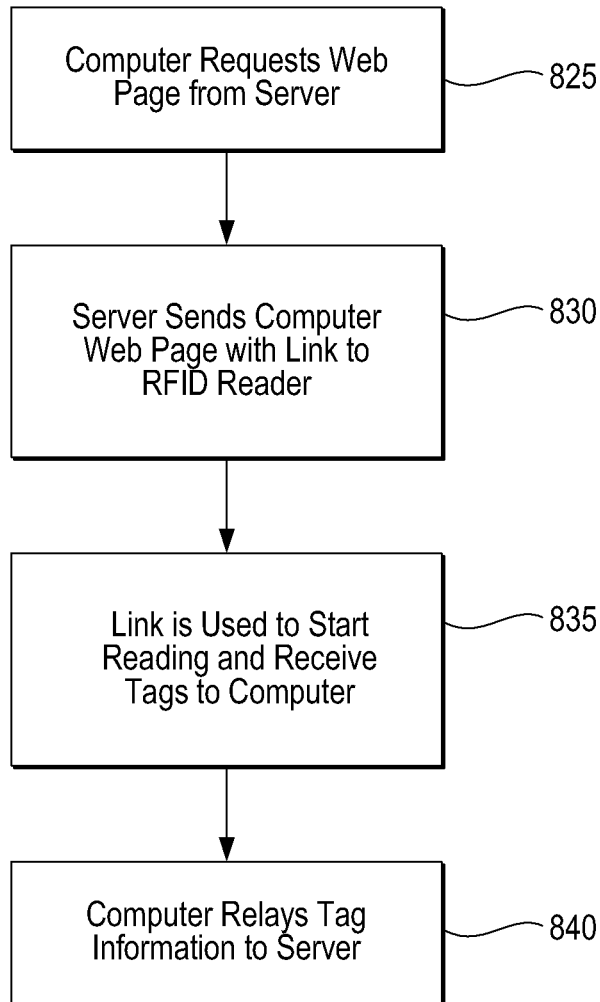 Computer Requests Web
Page from Server
825
Server Sends Computer
Web Page with Link to
RFID Reader
830
Link is Used to Start
Reading and Receive
Tags to Computer
835
Computer Relays Tag
Information to Server
840